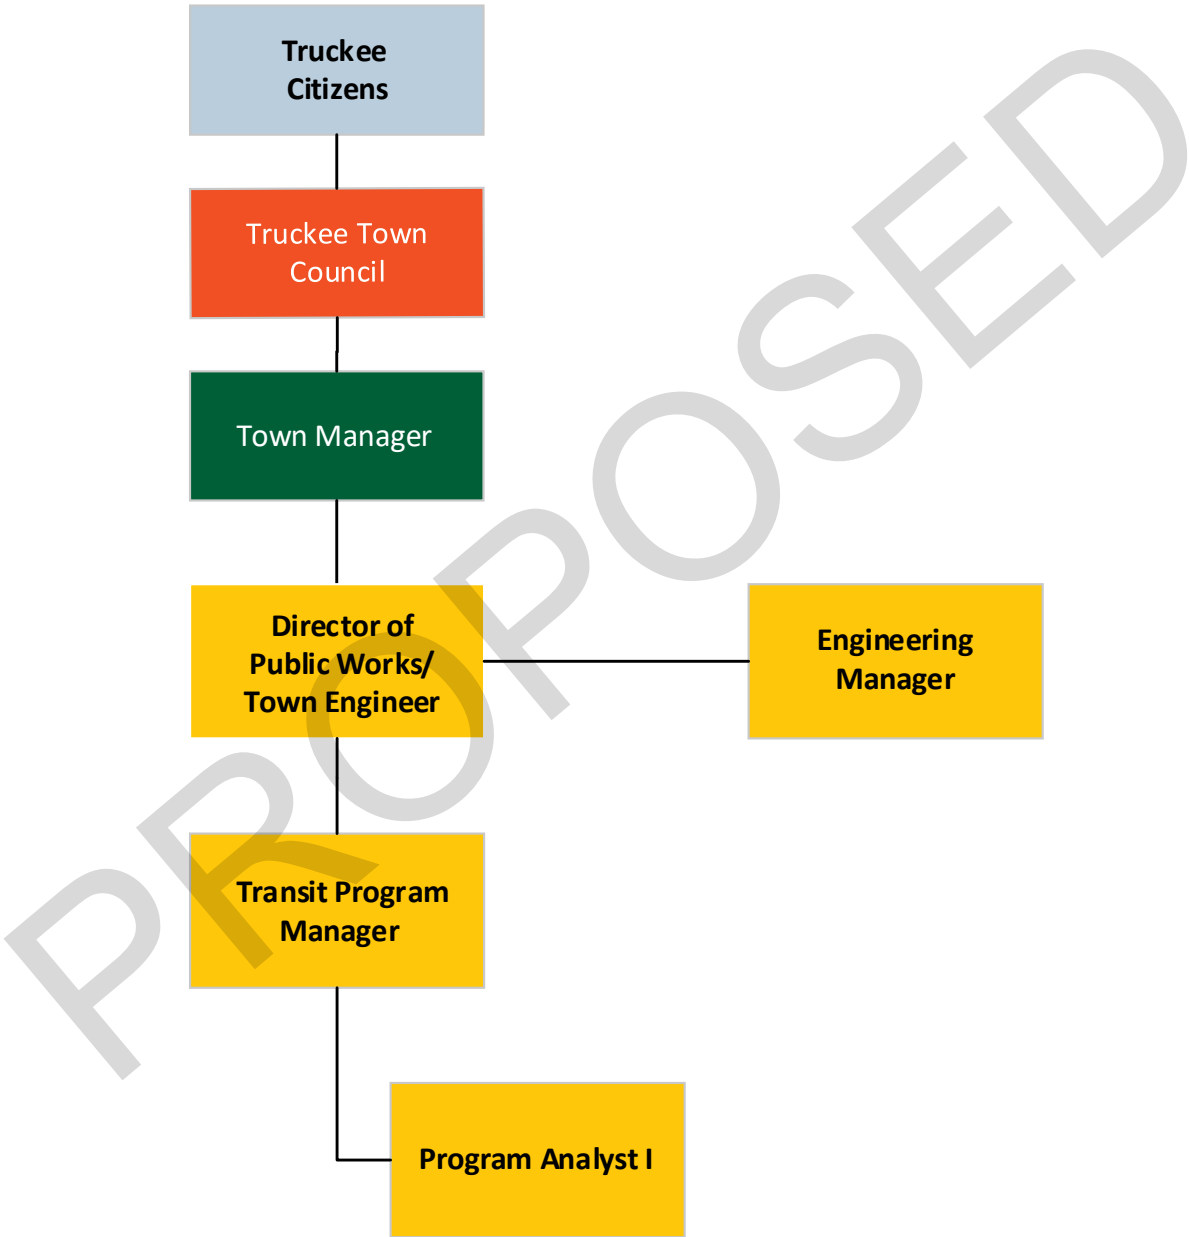 Truckee
Citizens
Truckee Town
Council
Town Manager
Director of
Public Works/
Town Engineer
Engineering
Manager
Transit Program
Manager
Program Analyst I
PROPOSED